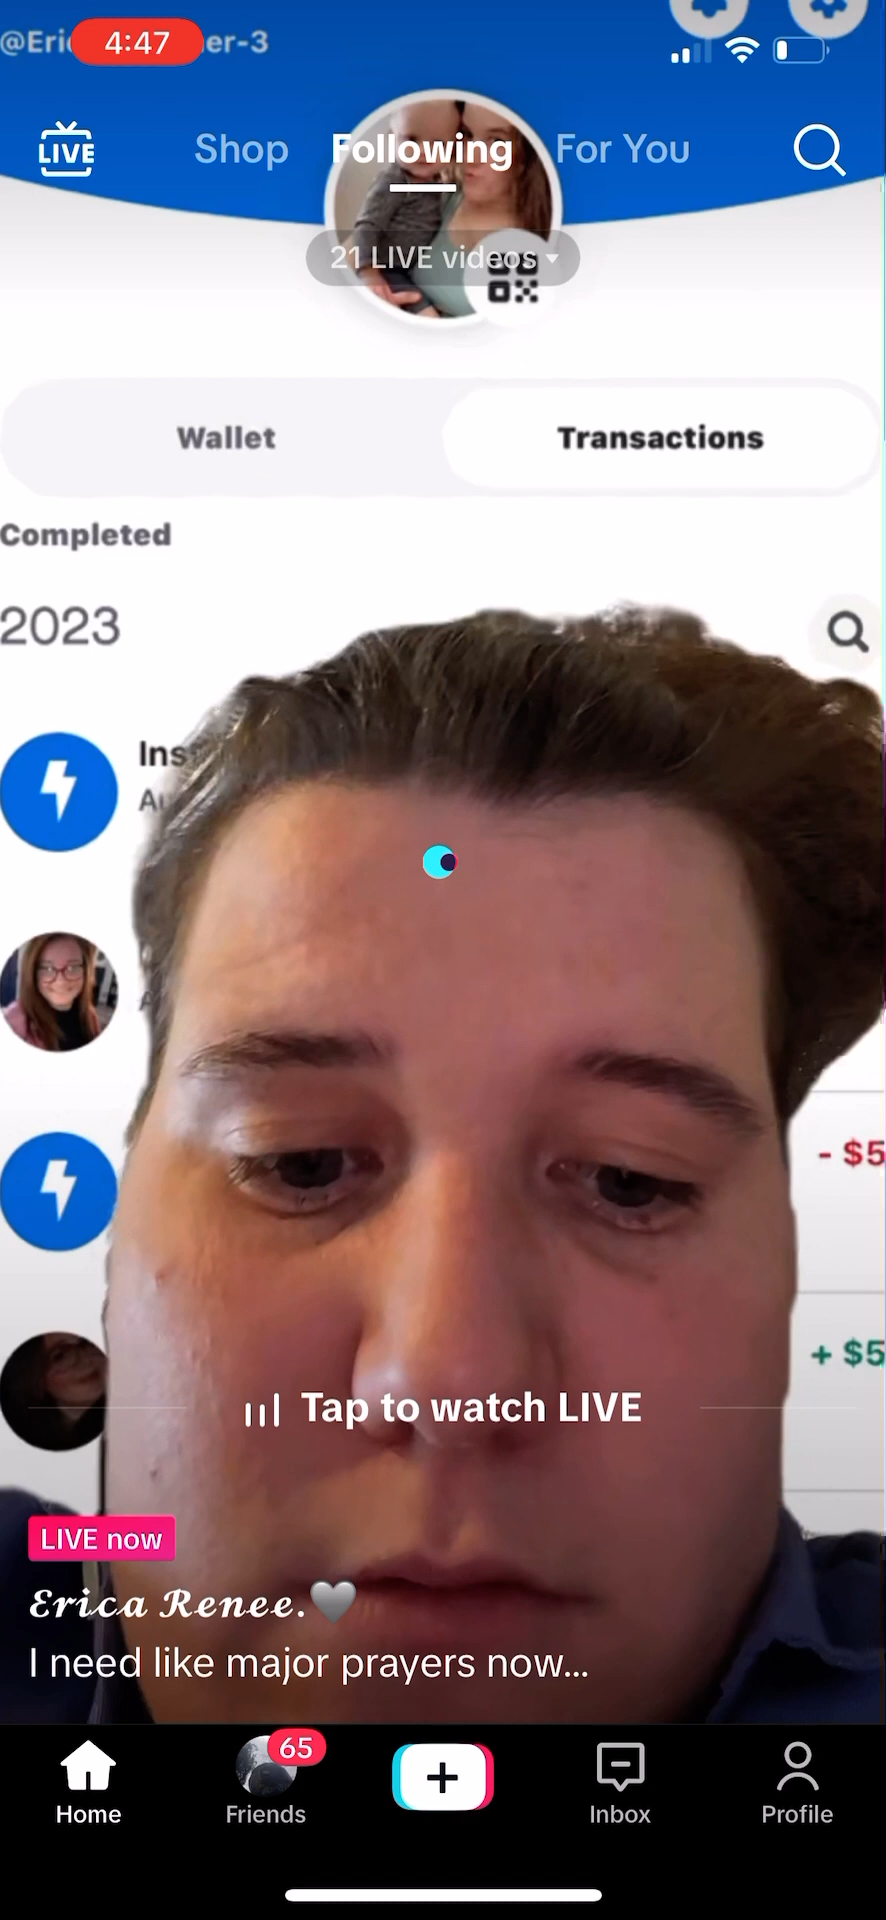 @Eri
4:47
er-3
LIVE
Shop
Following
For You
21 LIVE videos
Wallet
Transactions
Completed
2023
Ins
- $5
+ $5
Tap to watch LIVE
LIVE now
Erica Renee.🩶
I need like major prayers now...
65
Home
Friends
Inbox
Profile